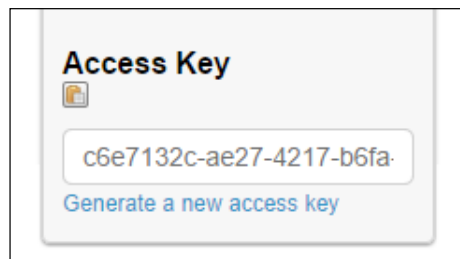 Access Key
c6e7132c-ae27-4217-b6fa-
Generate a new access key